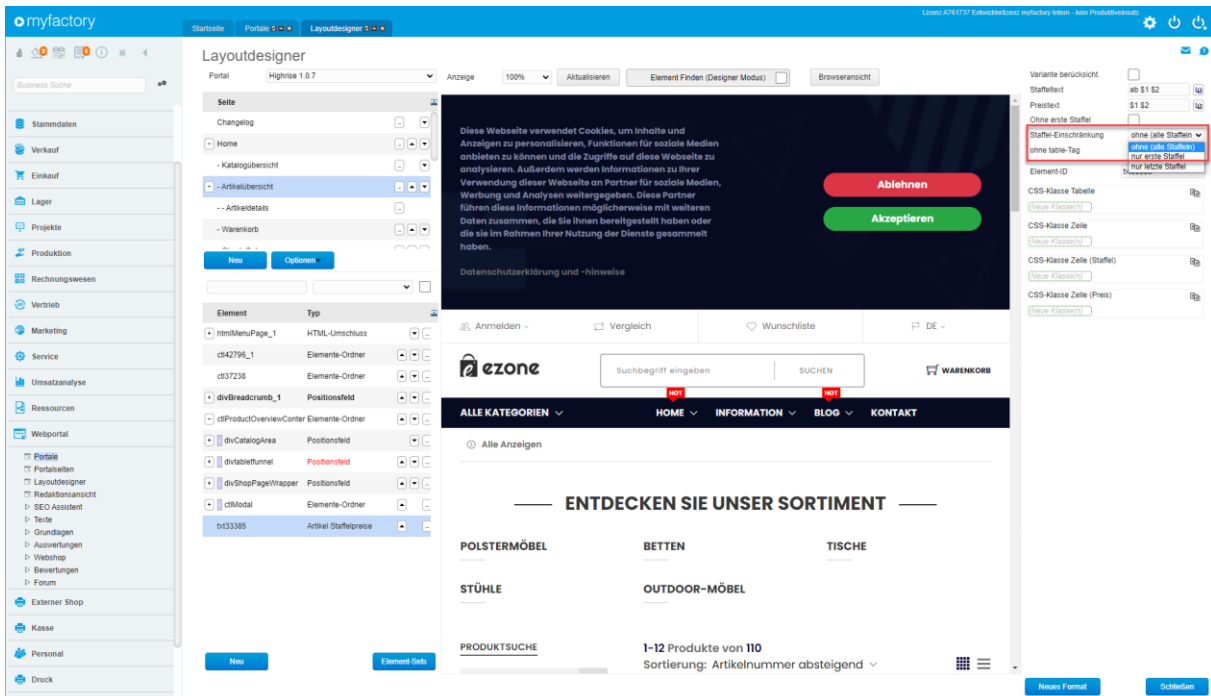 myfactory
Startseite
Portale
Layoutdesigner
Lizenz A761737 Entwicklerlizenz myfactory Intern - kein Produktiveinsatz
Business Suche
Stammdaten
Verkauf
Einkauf
Lager
Projekte
Produktion
Rechnungswesen
Vertrieb
Marketing
Service
Umsatzanalyse
Ressourcen
Webportal
Portale
Portalseiten
Layoutdesigner
Redaktionsansicht
SEO Assistent
Texte
Grundlagen
Auswertungen
Webshop
Bewertungen
Forum
Externer Shop
Kasse
Personal
Druck
Layoutdesigner
Portal Highrise 1.0.7
Anzeige 100% Aktualisieren Element Finden (Designer Modus) Browseransicht
Seite
Changelog
- Home
- Katalogübersicht
- - Artikelübersicht
- - Artikeldetails
- Warenkorb
Neu Optionen
Element Typ
+ htmlMenuPage_1 HTML-Umschluss
ctl42796_1 Elemente-Ordner
ctl37238 Elemente-Ordner
+ divBreadcrumb_1 Positionsfeld
- ctlProductOverviewConter Elemente-Ordner
+ divCatalogArea Positionsfeld
+ divtabletfunnel Positionsfeld
+ divShopPageWrapper Positionsfeld
+ ctlModal Elemente-Ordner
txt33385 Artikel Staffelpreise
Neu Element-Sets
Diese Webseite verwendet Cookies, um Inhalte und
Anzeigen zu personalisieren, Funktionen für soziale Medien
anbieten zu können und die Zugriffe auf diese Webseite zu
analysieren. Außerdem werden Informationen zu Ihrer
Verwendung dieser Webseite an Partner für soziale Medien,
Werbung und Analysen weitergegeben. Diese Partner
führen diese Informationen möglicherweise mit weiteren
Daten zusammen, die Sie ihnen bereitgestellt haben oder
die sie im Rahmen Ihrer Nutzung der Dienste gesammelt
haben.
Datenschutzerklärung und -hinweise
Ablehnen
Akzeptieren
Anmelden Vergleich Wunschliste DE
ezone Suchbegriff eingeben SUCHEN WARENKORB
HOT HOT
ALLE KATEGORIEN HOME INFORMATION BLOG KONTAKT
Alle Anzeigen
ENTDECKEN SIE UNSER SORTIMENT
POLSTERMÖBEL BETTEN TISCHE
STÜHLE OUTDOOR-MÖBEL
PRODUKTSUCHE 1-12 Produkte von 110
Sortierung: Artikelnummer absteigend
Variante berücksicht.
Staffeltext ab $1 $2
Preistext $1 $2
Ohne erste Staffel
Staffel-Einschränkung ohne (alle Staffeln
ohne (alle Staffeln)
ohne table-Tag nur erste Staffel
nur letzte Staffel
Element-ID
CSS-Klasse Tabelle
[Neue Klasse(n)]
CSS-Klasse Zeile
[Neue Klasse(n)]
CSS-Klasse Zeile (Staffel)
[Neue Klasse(n)]
CSS-Klasse Zelle (Preis)
[Neue Klasse(n)]
Neues Format Schließen